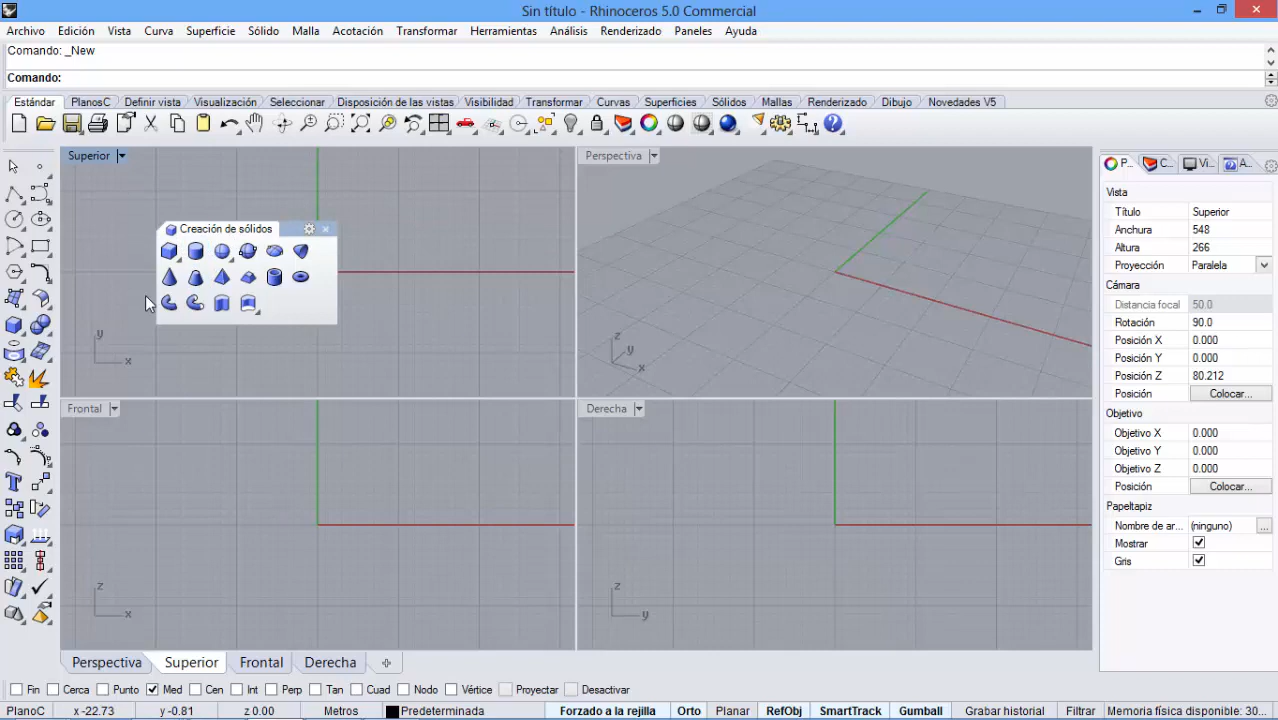 Sin título - Rhinoceros 5.0 Commercial
Archivo Edición Vista Curva Superficie Sólido Malla Acotación Transformar Herramientas Análisis Renderizado Paneles Ayuda
Comando: _New
Comando:
Estándar PlanosC Definir vista Visualización Seleccionar Disposición de las vistas Visibilidad Transformar Curvas Superficies Sólidos Mallas Renderizado Dibujo Novedades V5
Superior
Perspectiva
P... C... Vi... A...
Vista
Título Superior
Creación de sólidos
Anchura 548
Altura 266
Proyección Paralela
Cámara
Distancia focal 50.0
Rotación 90.0
Posición X 0.000
Posición Y 0.000
Posición Z 80.212
Posición Colocar...
y
x
z
y
x
Frontal
Derecha
Objetivo
Objetivo X 0.000
Objetivo Y 0.000
Objetivo Z 0.000
Posición Colocar...
Papeltapiz
Nombre de ar... (ninguno) ...
Mostrar
Gris
z
x
z
y
Perspectiva Superior Frontal Derecha
Fin Cerca Punto Med Cen Int Perp Tan Cuad Nodo Vértice Proyectar Desactivar
PlanoC x -22.73 y -0.81 z 0.00 Metros Predeterminada Forzado a la rejilla Orto Planar RefObj SmartTrack Gumball Grabar historial Filtrar Memoria física disponible: 30...